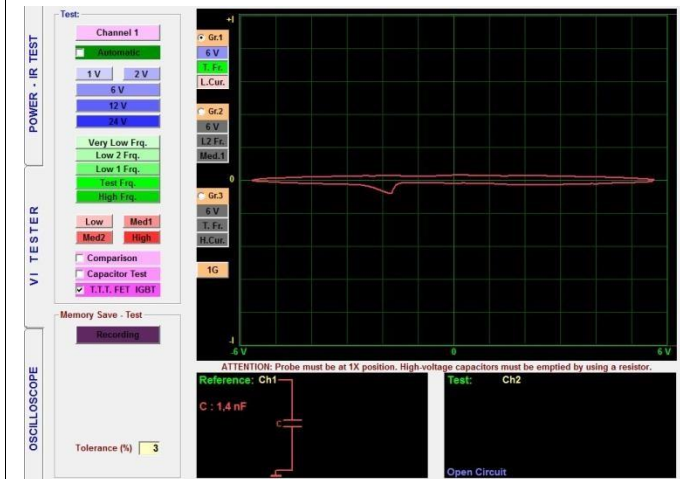 POWER - IR TEST
VI TESTER
OSCILLOSCOPE
Test:
Channel 1
Automatic
1 V
2 V
6 V
12 V
24 V
Very Low Frq.
Low 2 Frq.
Low 1 Frq.
Test Frq.
High Frq.
Low
Med1
Med2
High
Comparison
Capacitor Test
T.T.T. FET IGBT
Memory Save - Test
Recording
Tolerance (%) 3
Gr.1
6 V
T. Fr.
L.Cur.
Gr.2
6 V
L2 Fr.
Med.1
Gr.3
6 V
T. Fr.
H.Cur.
1G
+I
0
-I
-6 V
0
6 V
ATTENTION: Probe must be at 1X position. High-voltage capacitors must be emptied by using a resistor.
Reference: Ch1
C : 1,4 nF
C
Test: Ch2
Open Circuit